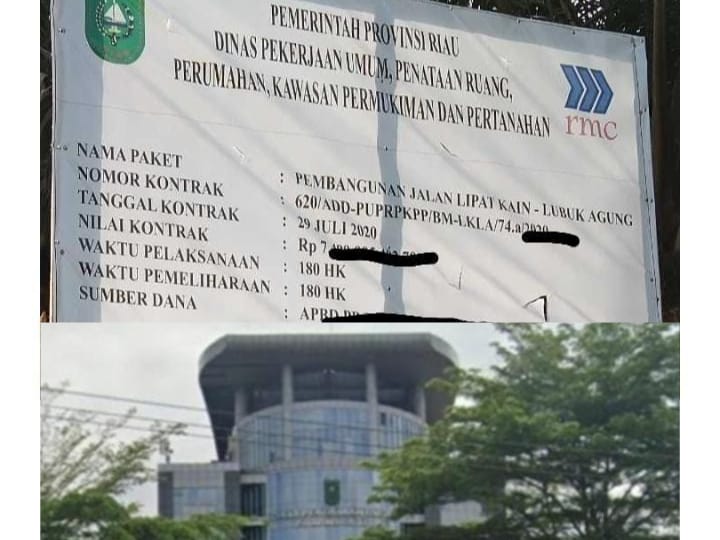 PEMERINTAH PROVINSI RIAU
DINAS PEKERJAAN UMUM, PENATAAN RUANG,
PERUMAHAN, KAWASAN PERMUKIMAN DAN PERTANAHAN
rmc
NAMA PAKET : PEMBANGUNAN JALAN LIPAT KAIN - LUBUK AGUNG
NOMOR KONTRAK : 620/ADD-PUPRPKPP/BM-LKLA/74.a/2020
TANGGAL KONTRAK : 29 JULI 2020
NILAI KONTRAK : Rp 7
WAKTU PELAKSANAAN : 180 HK
WAKTU PEMELIHARAAN : 180 HK
SUMBER DANA : APBD